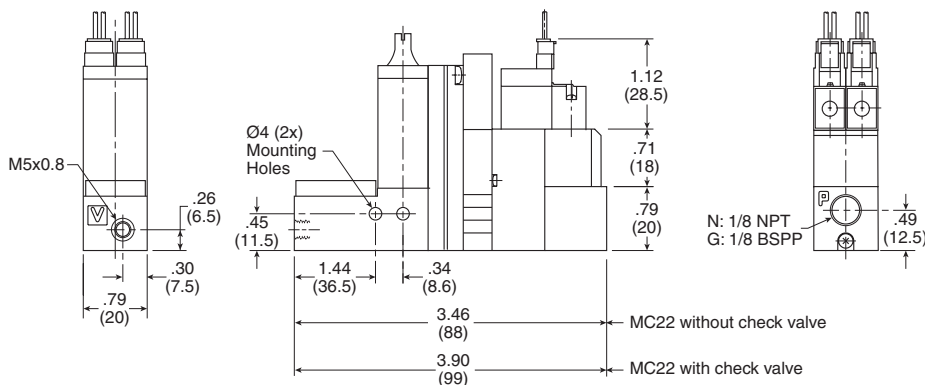 M5x0.8
.26
(6.5)
.30
(7.5)
.79
(20)
V
Ø4 (2x)
Mounting
Holes
.45
(11.5)
1.44
(36.5)
.34
(8.6)
3.46
(88)
MC22 without check valve
3.90
(99)
MC22 with check valve
1.12
(28.5)
.71
(18)
.79
(20)
P
N: 1/8 NPT
G: 1/8 BSPP
.49
(12.5)